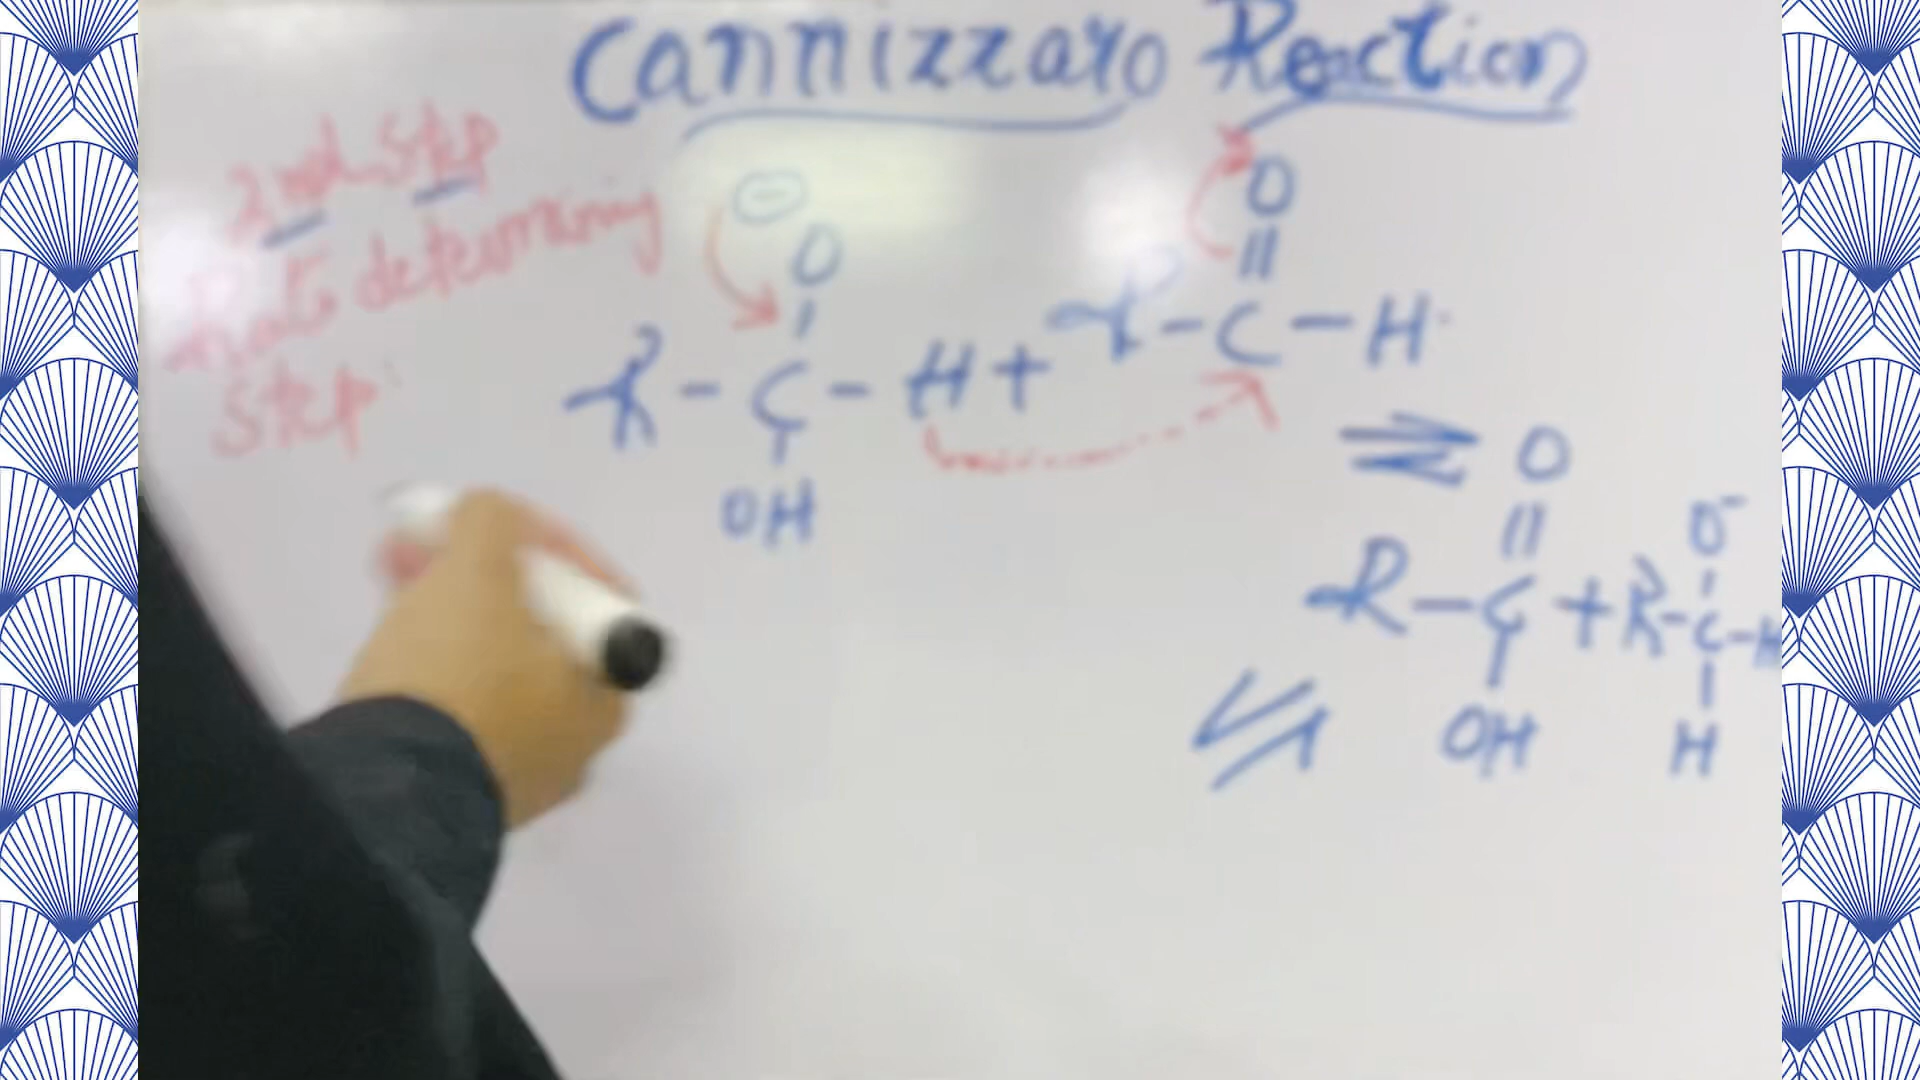 Cannizzaro Reaction
2nd step
Rate determining
step
⊖
O
O
||
R - C - H + R - C - H
OH
⇌
O
||
R - C + R - C - H
OH
O⁻
H